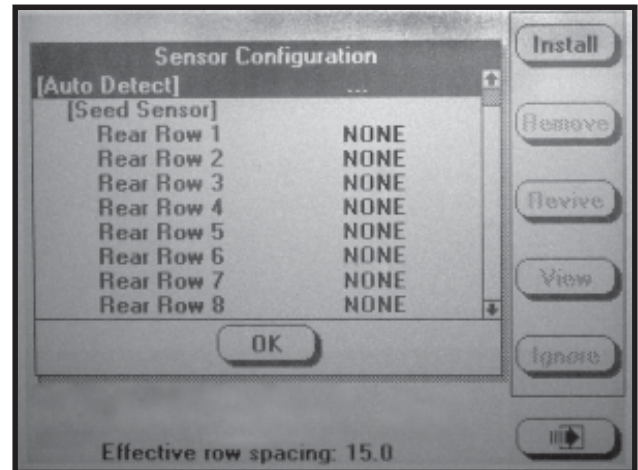 Sensor Configuration
[Auto Detect] ...
[Seed Sensor]
Rear Row 1 NONE
Rear Row 2 NONE
Rear Row 3 NONE
Rear Row 4 NONE
Rear Row 5 NONE
Rear Row 6 NONE
Rear Row 7 NONE
Rear Row 8 NONE
OK
Effective row spacing: 15.0
Install
Remove
Revive
View
Ignore